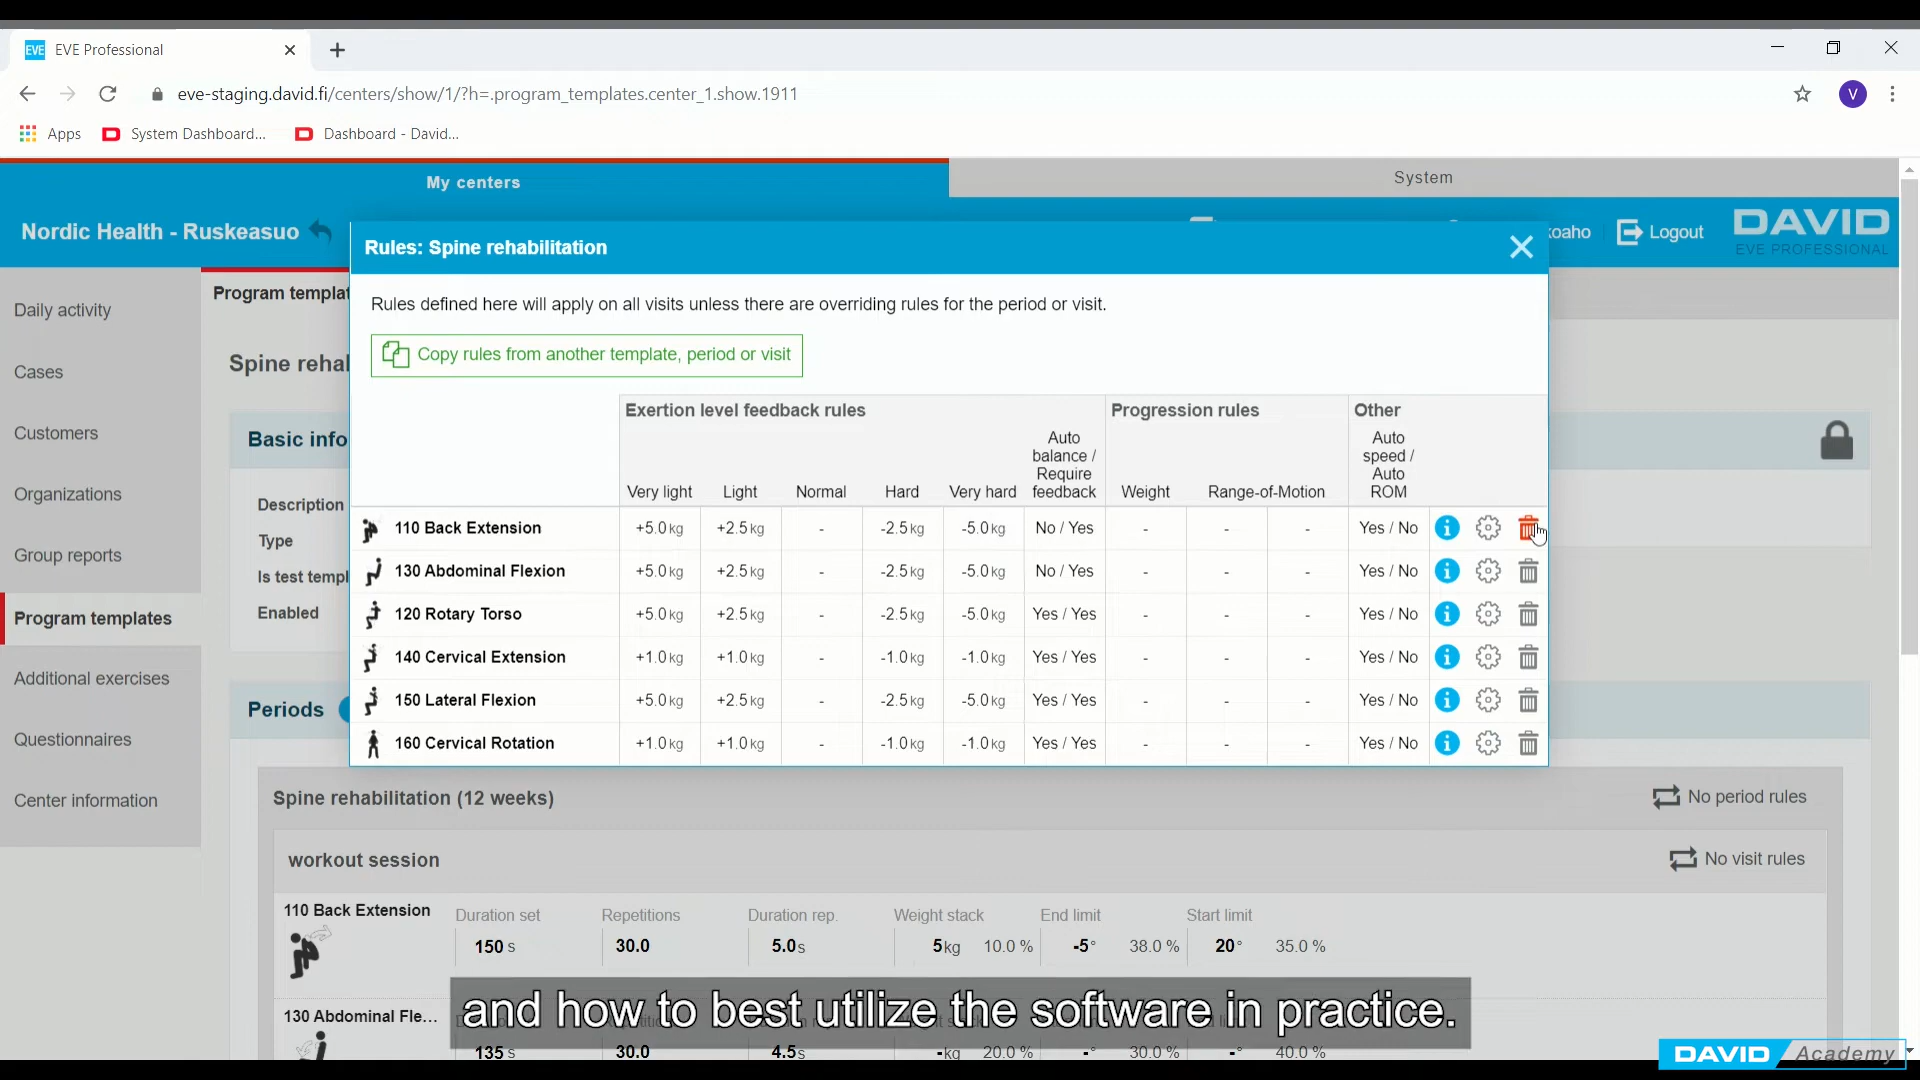 EVE EVE Professional
eve-staging.david.fi/centers/show/1/?h=.program_templates.center_1.show.1911
V
Apps System Dashboard... Dashboard - David...
My centers System
Nordic Health - Ruskeasuo koaho Logout DAVID
EVE PROFESSIONAL
Rules: Spine rehabilitation
Daily activity
Cases
Customers
Organizations
Group reports
Program templates
Additional exercises
Questionnaires
Center information
Program templat
Spine rehal
Basic info
Description
Type
Is test templ
Enabled
Periods
Rules defined here will apply on all visits unless there are overriding rules for the period or visit.
Copy rules from another template, period or visit
Exertion level feedback rules Progression rules Other
Very light Light Normal Hard Very hard Auto balance / Require feedback Weight Range-of-Motion Auto speed / Auto ROM
110 Back Extension +5.0kg +2.5kg - -2.5kg -5.0kg No / Yes - - - Yes / No
130 Abdominal Flexion +5.0kg +2.5kg - -2.5kg -5.0kg No / Yes - - - Yes / No
120 Rotary Torso +5.0kg +2.5kg - -2.5kg -5.0kg Yes / Yes - - - Yes / No
140 Cervical Extension +1.0kg +1.0kg - -1.0kg -1.0kg Yes / Yes - - - Yes / No
150 Lateral Flexion +5.0kg +2.5kg - -2.5kg -5.0kg Yes / Yes - - - Yes / No
160 Cervical Rotation +1.0kg +1.0kg - -1.0kg -1.0kg Yes / Yes - - - Yes / No
Spine rehabilitation (12 weeks) No period rules
workout session No visit rules
110 Back Extension Duration set Repetitions Duration rep. Weight stack End limit Start limit
150 s 30.0 5.0s 5kg 10.0 % -5° 38.0 % 20° 35.0 %
130 Abdominal Fle...
and how to best utilize the software in practice.
135 s 30.0 4.5s -kg 20.0 % -° 30.0 % -° 40.0 %
DAVID Academy